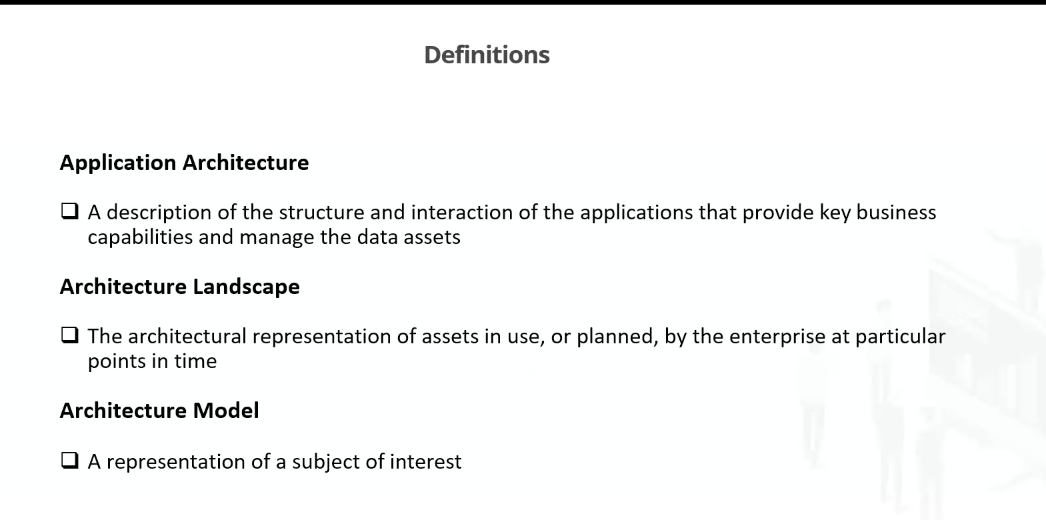 Definitions
Application Architecture
❑ A description of the structure and interaction of the applications that provide key business
capabilities and manage the data assets
Architecture Landscape
❑ The architectural representation of assets in use, or planned, by the enterprise at particular
points in time
Architecture Model
❑ A representation of a subject of interest